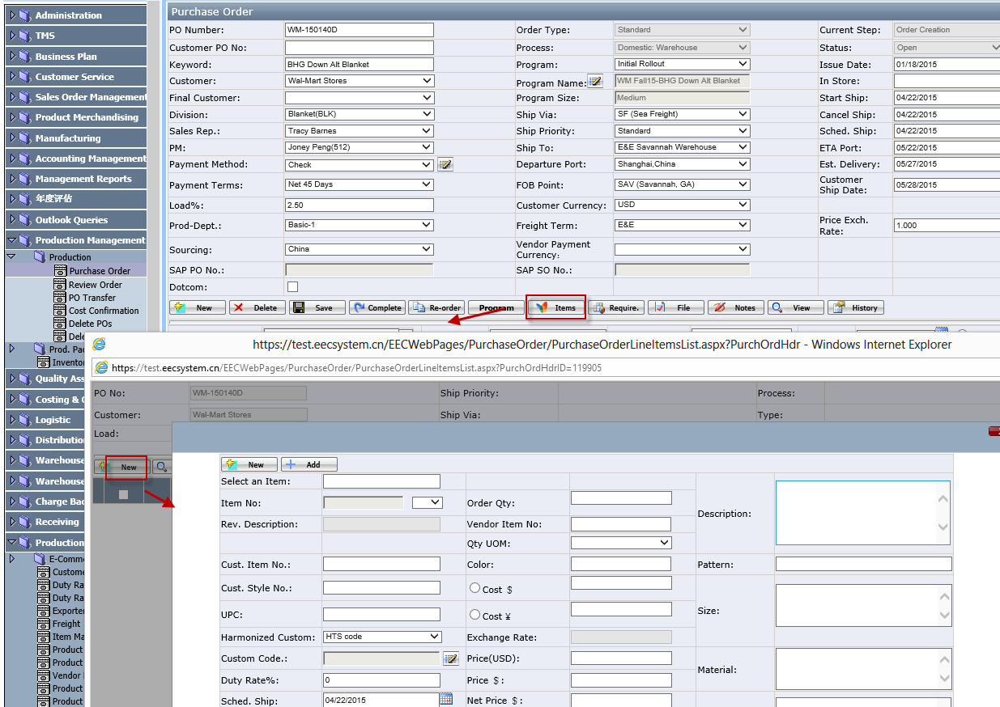 Administration
TMS
Business Plan
Customer Service
Sales Order Management
Product Merchandising
Manufacturing
Accounting Management
Management Reports
年度评估
Outlook Queries
Production Management
Production
Purchase Order
Review Order
PO Transfer
Cost Confirmation
Delete POs
Dele
Prod. Pac
Inventor
Quality Ass
Costing & C
Logistic
Distribution
Warehouse
Warehouse
Charge Bac
Receiving
Production
E-Comme
Custome
Duty Ra
Duty Ra
Exporter
Freight
Item Ma
Product
Product
Vendor
Product
Product
Purchase Order
PO Number: WM-150140D Order Type: Standard Current Step: Order Creation
Customer PO No: Process: Domestic: Warehouse Status: Open
Keyword: BHG Down Alt Blanket Program: Initial Rollout Issue Date: 01/18/2015
Customer: Wal-Mart Stores Program Name: WM Fall15-BHG Down Alt Blanket In Store:
Final Customer: Program Size: Medium Start Ship: 04/22/2015
Division: Blanket(BLK) Ship Via: SF (Sea Freight) Cancel Ship: 04/22/2015
Sales Rep.: Tracy Barnes Ship Priority: Standard Sched. Ship: 04/22/2015
PM: Joney Peng(512) Ship To: E&E Savannah Warehouse ETA Port: 05/22/2015
Payment Method: Check Departure Port: Shanghai,China Est. Delivery: 05/27/2015
Payment Terms: Net 45 Days FOB Point: SAV (Savannah, GA) Customer Ship Date: 05/28/2015
Load%: 2.50 Customer Currency: USD
Prod-Dept.: Basic-1 Freight Term: E&E Price Exch. Rate: 1.000
Sourcing: China Vendor Payment Currency:
SAP PO No.: SAP SO No.:
Dotcom:
New Delete Save Complete Re-order Program Items Require. File Notes View History
https://test.eecsystem.cn/EECWebPages/PurchaseOrder/PurchaseOrderLineItemsList.aspx?PurchOrdHdr - Windows Internet Explorer
https://test.eecsystem.cn/EECWebPages/PurchaseOrder/PurchaseOrderLineItemsList.aspx?PurchOrdHdrID=119905
PO No: WM-150140D Ship Priority: Process:
Customer: Wal-Mart Stores Ship Via: Type:
Load:
New
New Add
Select an Item:
Item No: Order Qty: Description:
Rev. Description: Vendor Item No:
Qty UOM:
Cust. Item No.: Color: Pattern:
Cust. Style No.: Cost $
Size:
UPC: Cost ¥
Harmonized Custom: HTS code Exchange Rate:
Custom Code.: Price(USD):
Material:
Duty Rate%: 0 Price $:
Sched. Ship: 04/22/2015 Net Price $: